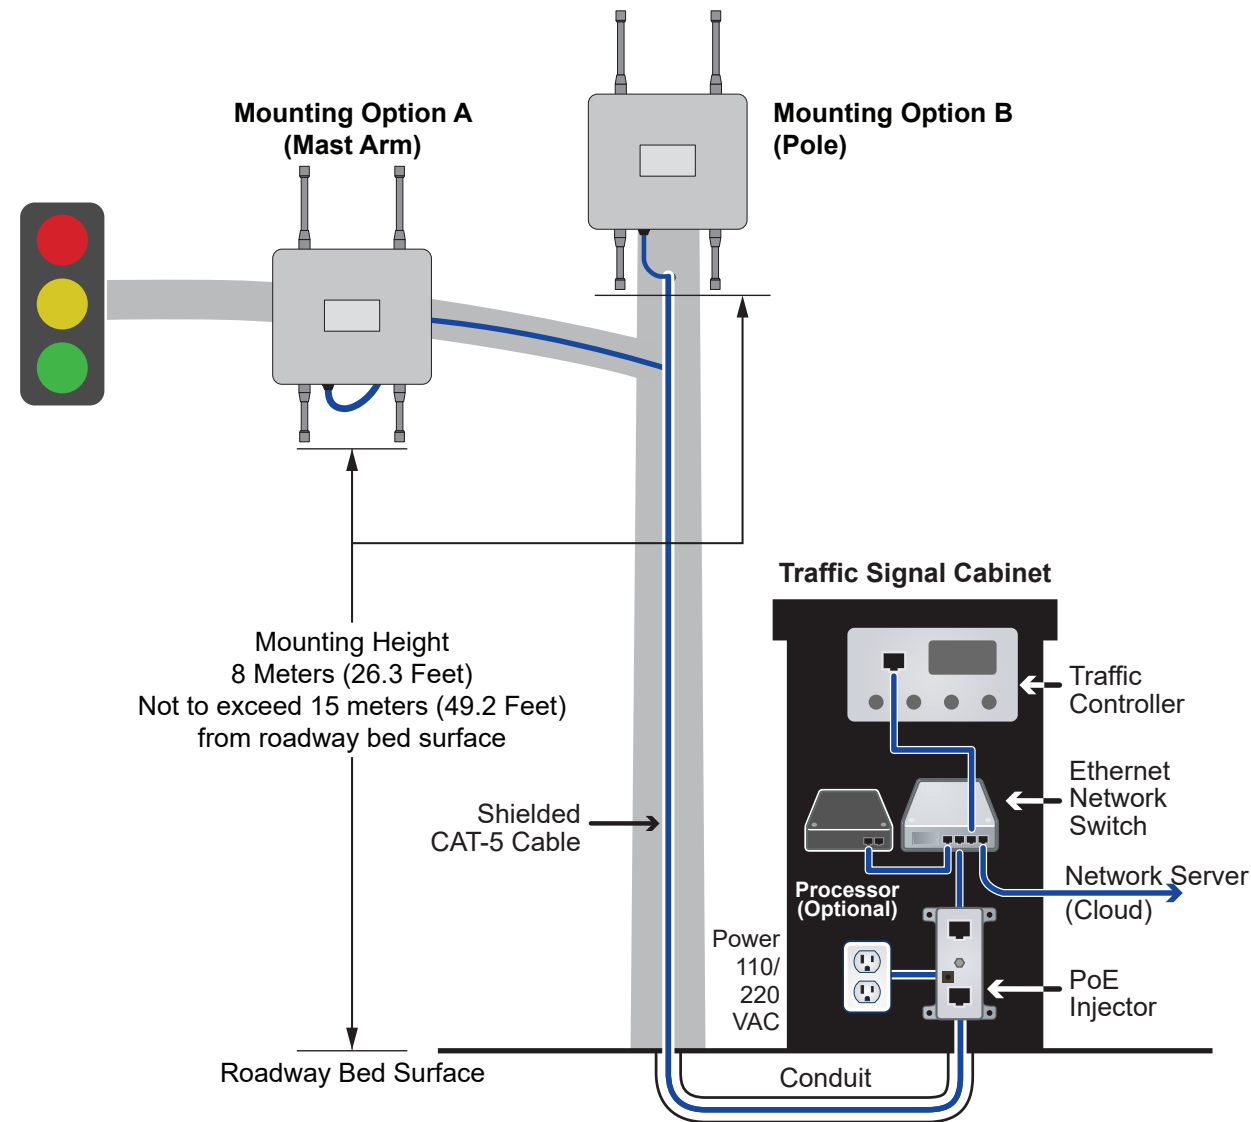 Mounting Option A
(Mast Arm)
Mounting Option B
(Pole)
Mounting Height
8 Meters (26.3 Feet)
Not to exceed 15 meters (49.2 Feet)
from roadway bed surface
Traffic Signal Cabinet
Traffic
Controller
Ethernet
Network
Switch
Shielded
CAT-5 Cable
Processor
(Optional)
Network Server
(Cloud)
Power
110/
220
VAC
PoE
Injector
Roadway Bed Surface
Conduit